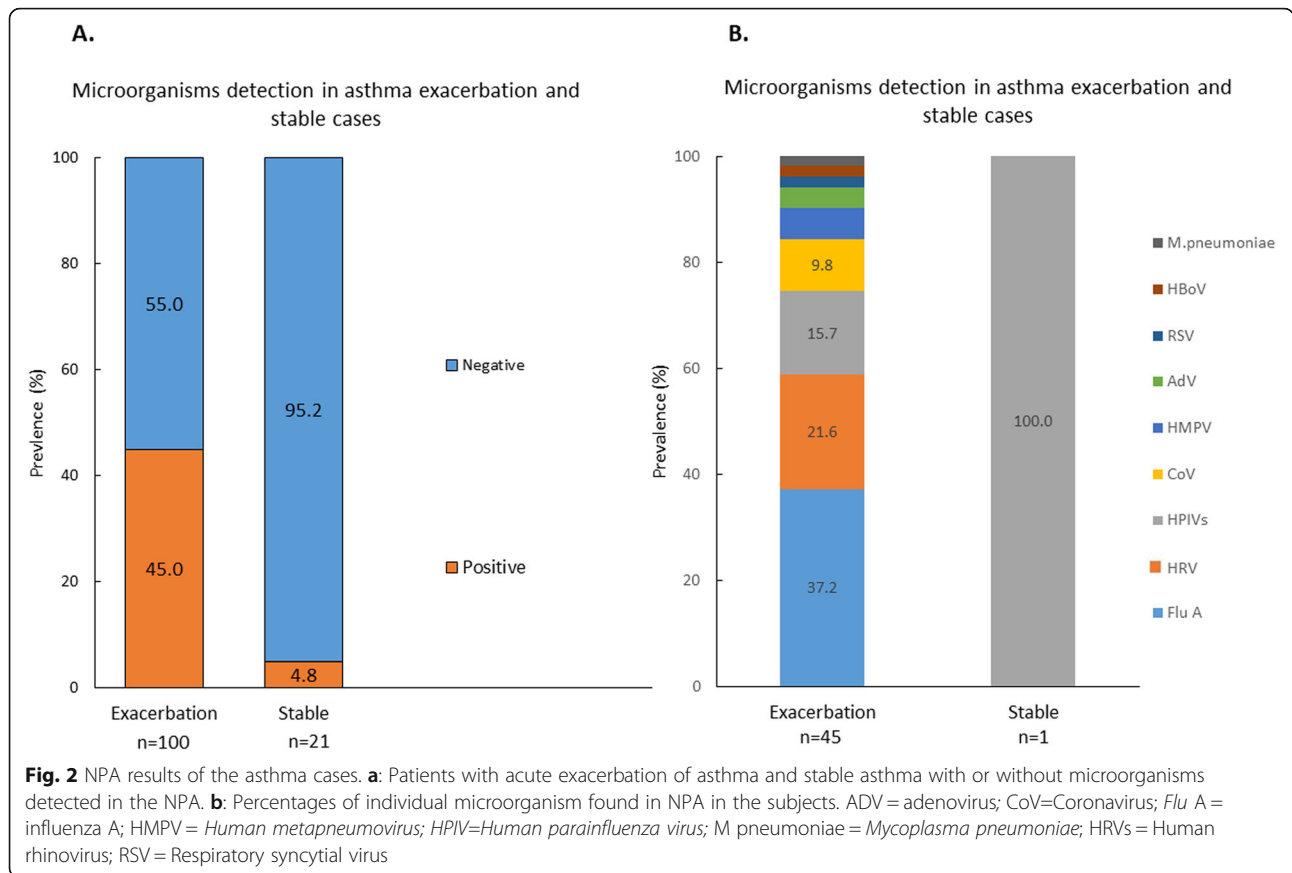 A.
Microorganisms detection in asthma exacerbation and
stable cases
Prevlence (%)
100
80
60
40
20
0
55.0
45.0
95.2
4.8
Negative
Positive
Exacerbation
n=100
Stable
n=21
B.
Microorganisms detection in asthma exacerbation and
stable cases
Prevalence (%)
100
80
60
40
20
0
9.8
15.7
21.6
37.2
100.0
M.pneumoniae
HBoV
RSV
AdV
HMPV
CoV
HPIVs
HRV
Flu A
Exacerbation
n=45
Stable
n=1
Fig. 2 NPA results of the asthma cases. a: Patients with acute exacerbation of asthma and stable asthma with or without microorganisms
detected in the NPA. b: Percentages of individual microorganism found in NPA in the subjects. ADV = adenovirus; CoV=Coronavirus; Flu A =
influenza A; HMPV = Human metapneumovirus; HPIV=Human parainfluenza virus; M pneumoniae = Mycoplasma pneumoniae; HRVs = Human
rhinovirus; RSV = Respiratory syncytial virus